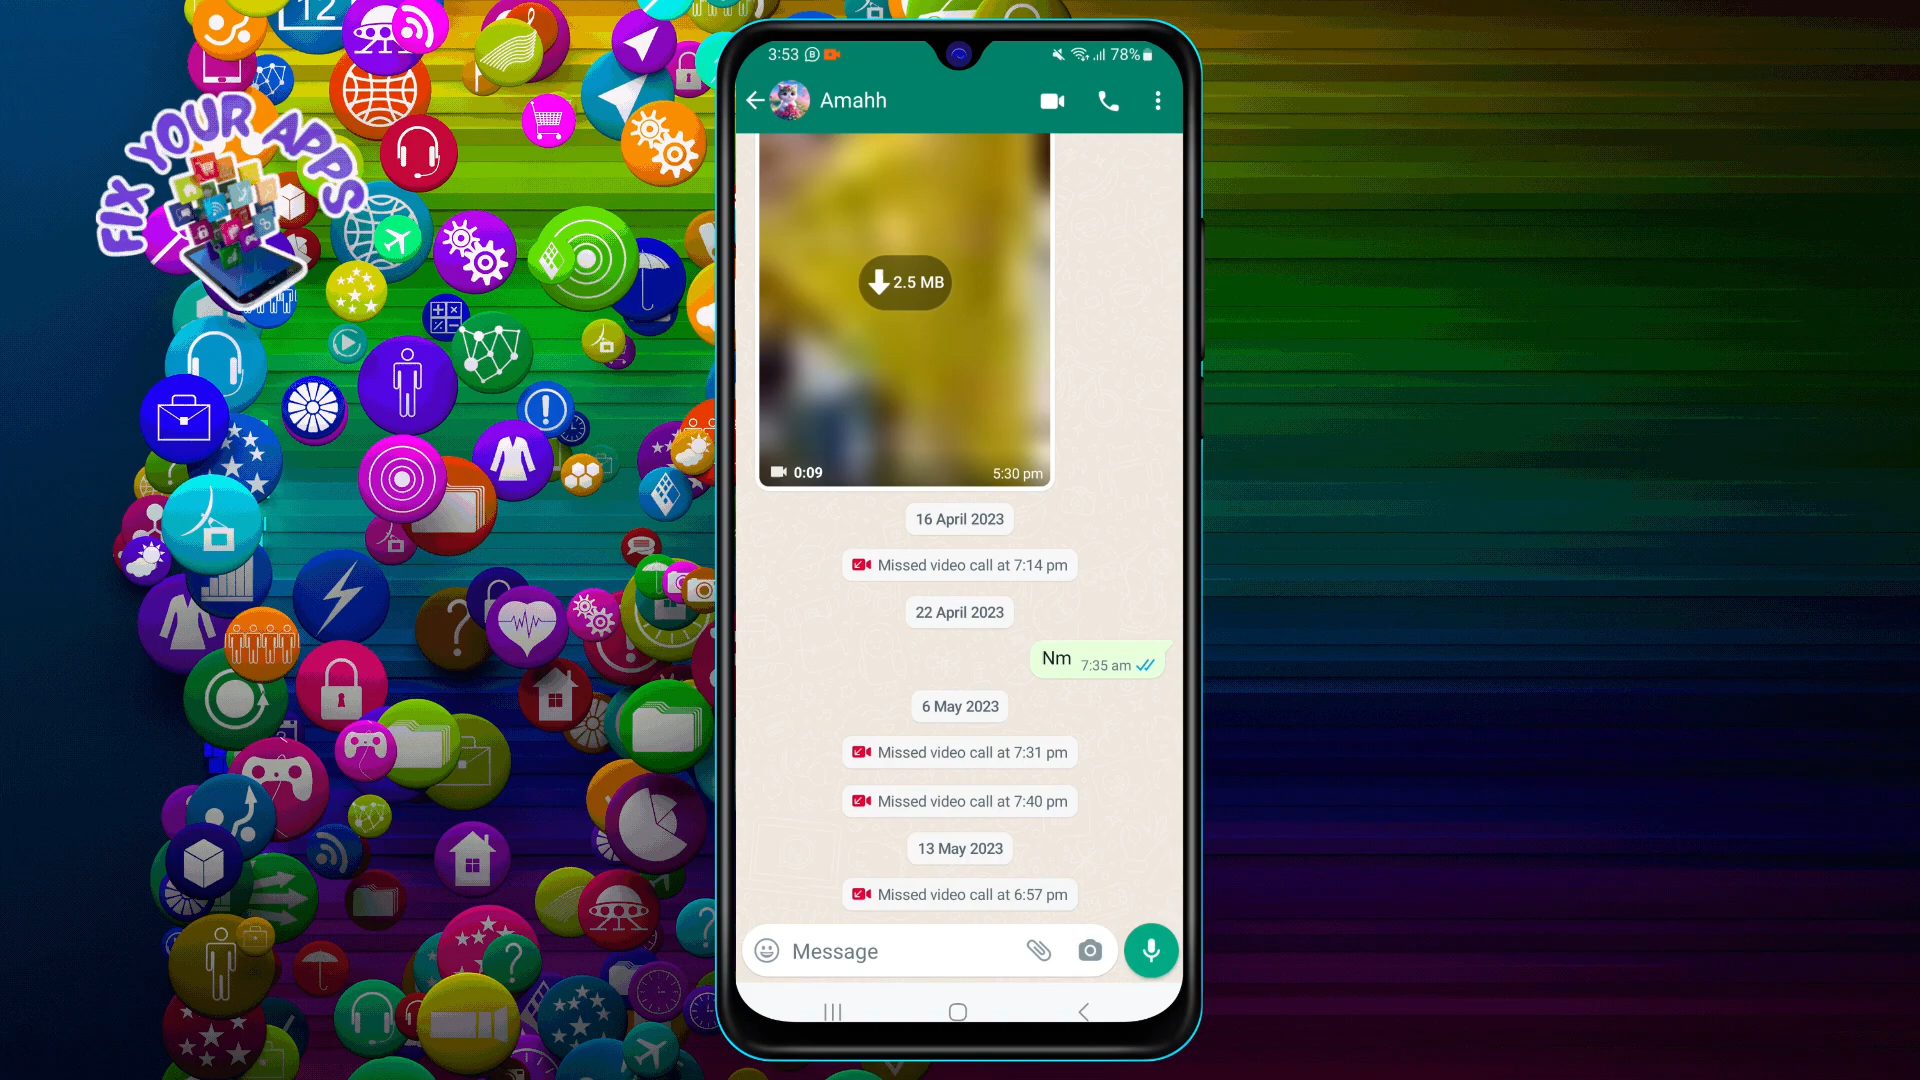 12
FIX YOUR APPS
3:53
78%
Amahh
2.5 MB
0:09
5:30 pm
16 April 2023
Missed video call at 7:14 pm
22 April 2023
Nm 7:35 am
6 May 2023
Missed video call at 7:31 pm
Missed video call at 7:40 pm
13 May 2023
Missed video call at 6:57 pm
Message